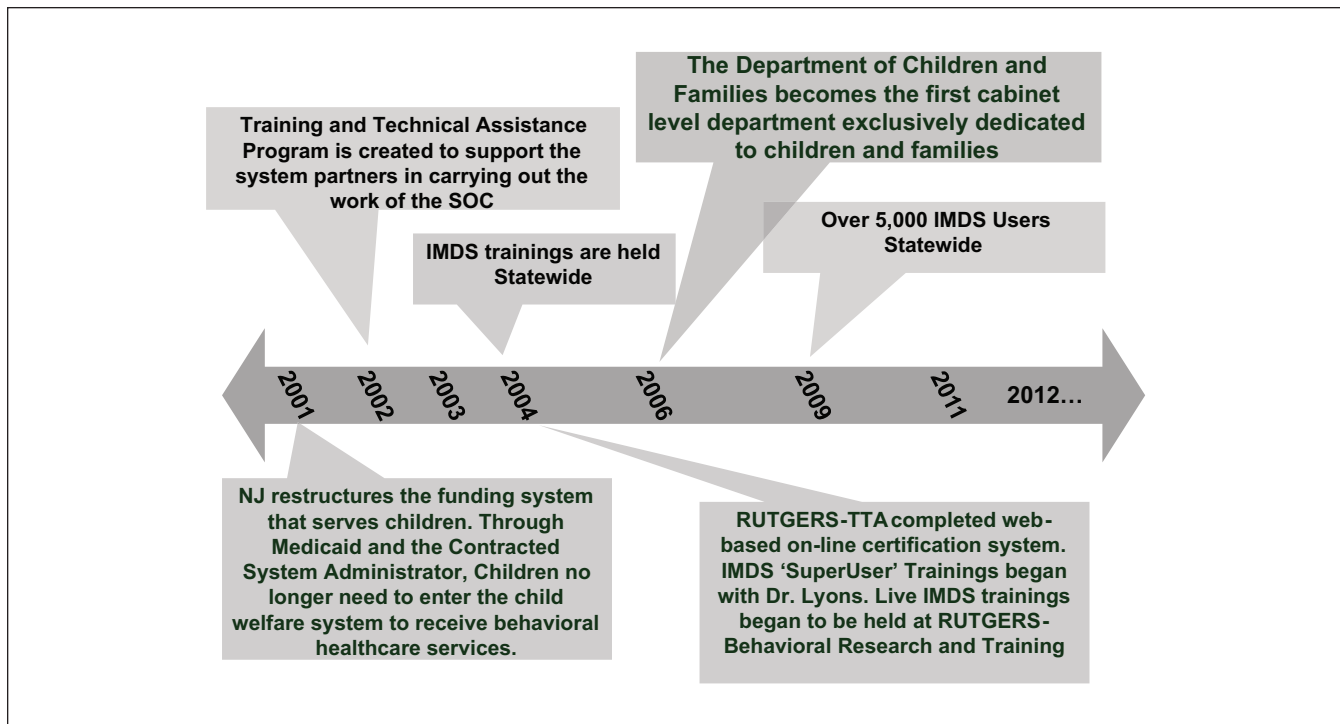 The Department of Children and
Families becomes the first cabinet
level department exclusively dedicated
to children and families
Training and Technical Assistance
Program is created to support the
system partners in carrying out the
work of the SOC
Over 5,000 IMDS Users
Statewide
IMDS trainings are held
Statewide
2001
2002
2003
2004
2006
2009
2011
2012…
NJ restructures the funding system
that serves children. Through
Medicaid and the Contracted
System Administrator, Children no
longer need to enter the child
welfare system to receive behavioral
healthcare services.
RUTGERS-TTA completed web-
based on-line certification system.
IMDS ‘SuperUser’ Trainings began
with Dr. Lyons. Live IMDS trainings
began to be held at RUTGERS-
Behavioral Research and Training